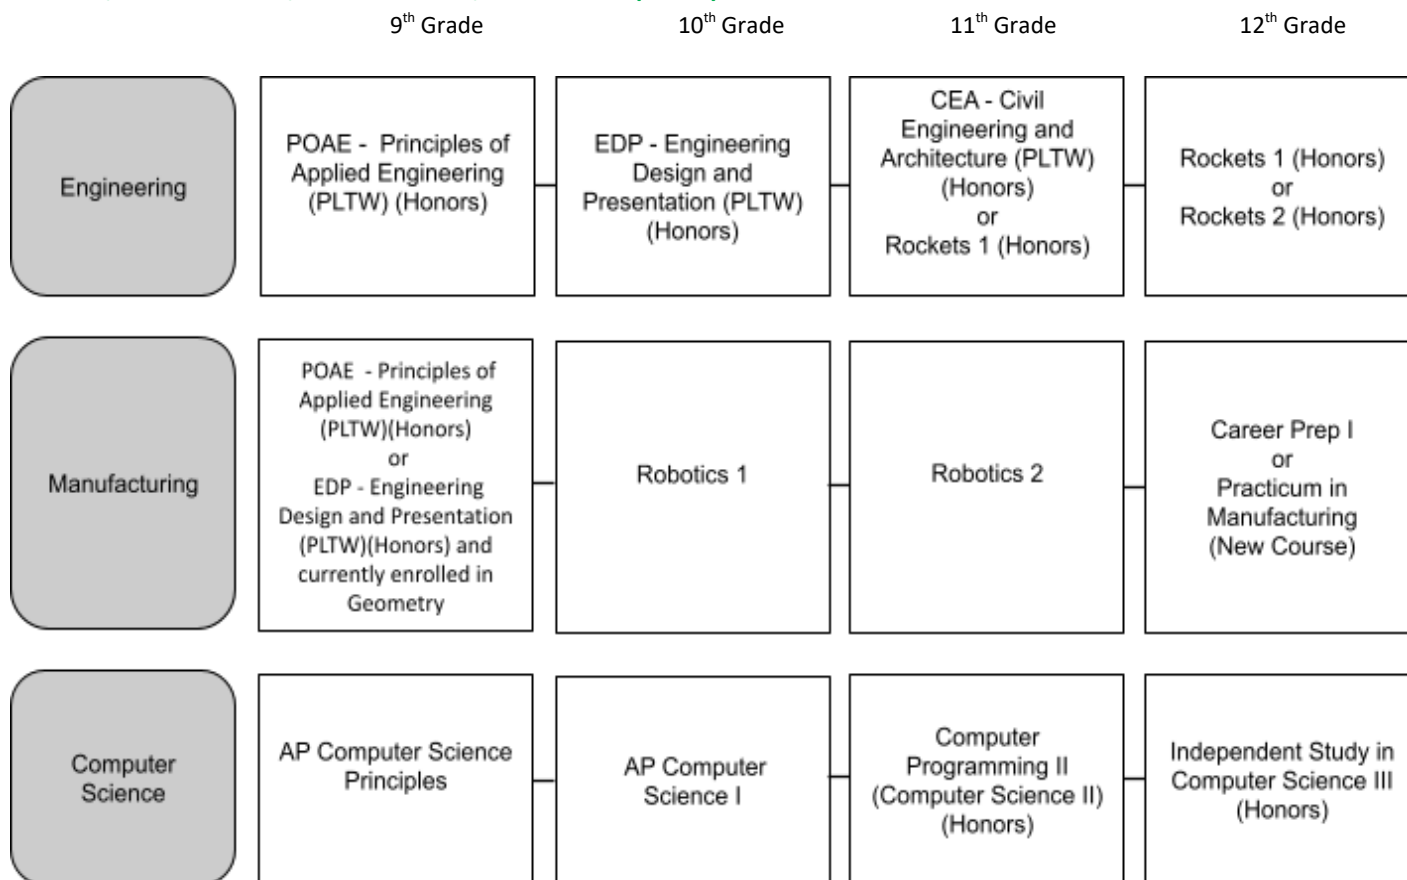 9th Grade
10th Grade
11th Grade
12th Grade
Engineering
POAE - Principles of
Applied Engineering
(PLTW) (Honors)
EDP - Engineering
Design and
Presentation (PLTW)
(Honors)
CEA - Civil
Engineering and
Architecture (PLTW)
(Honors)
or
Rockets 1 (Honors)
Rockets 1 (Honors)
or
Rockets 2 (Honors)
Manufacturing
POAE - Principles of
Applied Engineering
(PLTW)(Honors)
or
EDP - Engineering
Design and Presentation
(PLTW)(Honors) and
currently enrolled in
Geometry
Robotics 1
Robotics 2
Career Prep I
or
Practicum in
Manufacturing
(New Course)
Computer
Science
AP Computer Science
Principles
AP Computer
Science I
Computer
Programming II
(Computer Science II)
(Honors)
Independent Study in
Computer Science III
(Honors)